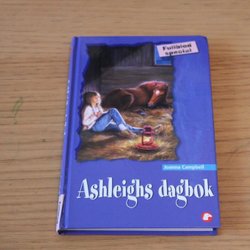 Fullblod
special
Joanna Campbell
Ashleighs dagbok